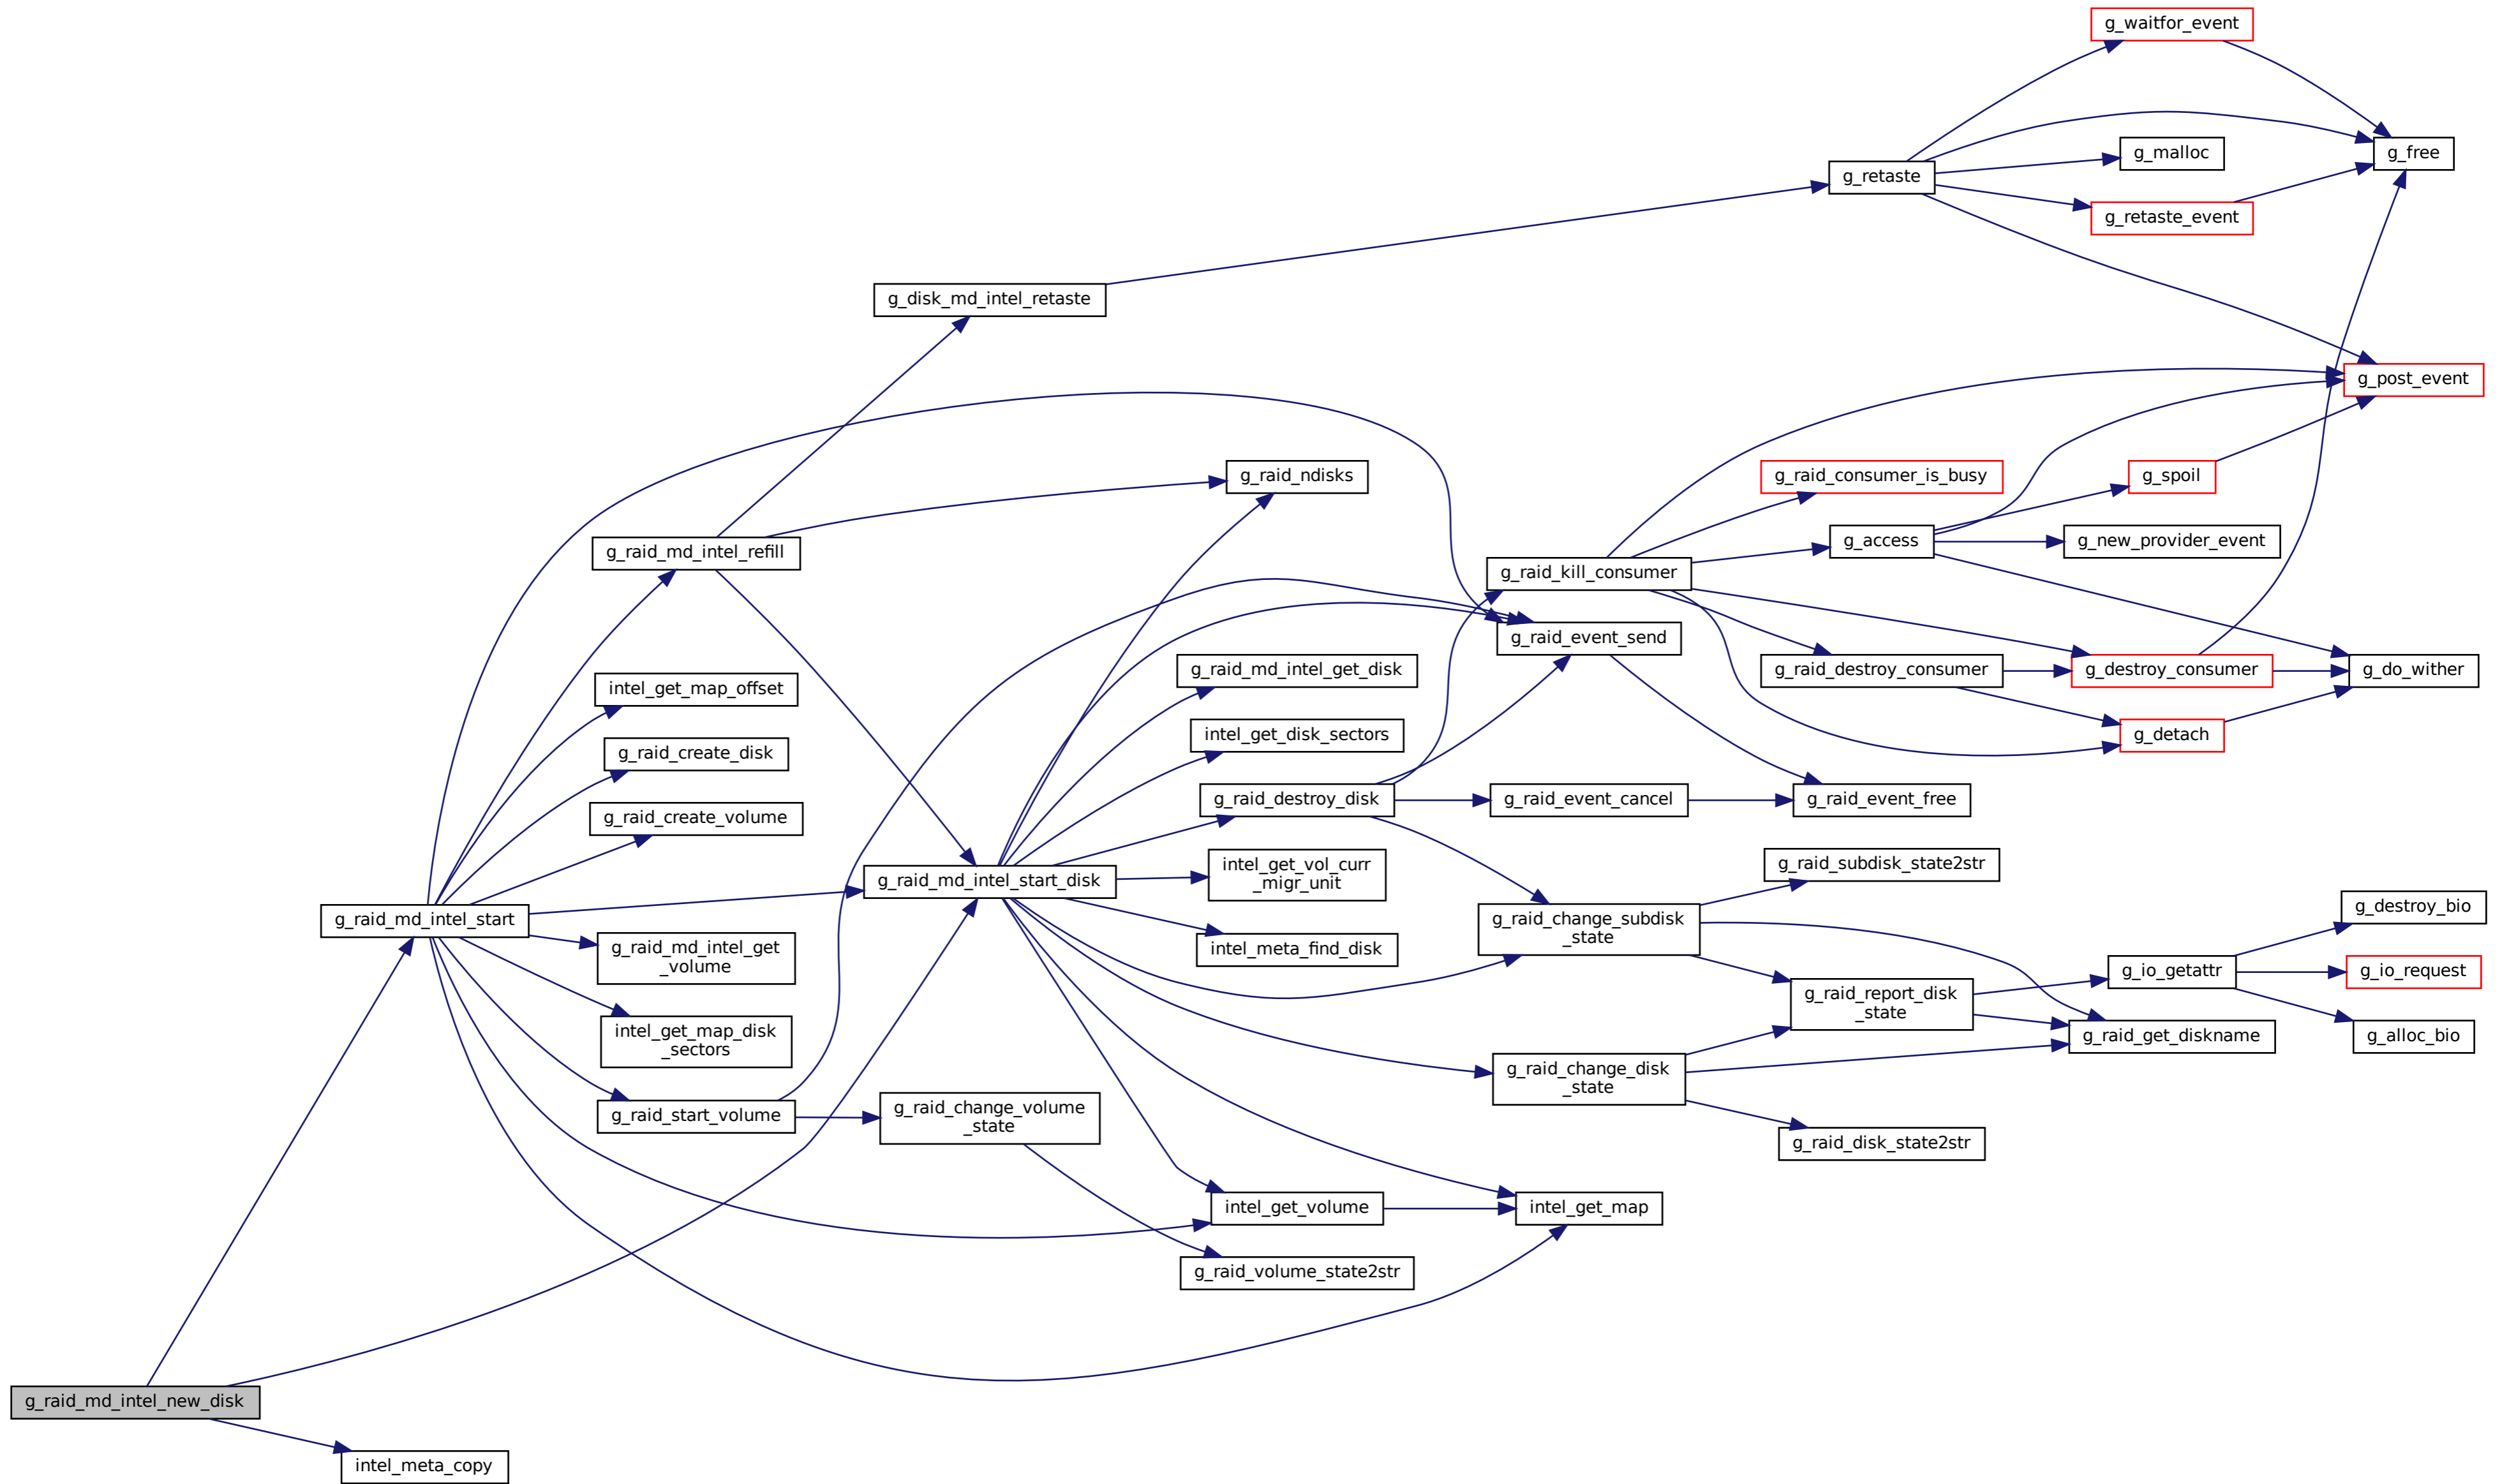 g_waitfor_event
g_malloc
g_free
g_retaste
g_retaste_event
g_disk_md_intel_retaste
g_post_event
g_raid_ndisks
g_raid_consumer_is_busy
g_spoil
g_raid_md_intel_refill
g_access
g_new_provider_event
g_raid_kill_consumer
g_raid_event_send
g_raid_md_intel_get_disk
g_raid_destroy_consumer
g_destroy_consumer
g_do_wither
intel_get_map_offset
intel_get_disk_sectors
g_detach
g_raid_create_disk
g_raid_destroy_disk
g_raid_event_cancel
g_raid_event_free
g_raid_create_volume
intel_get_vol_curr
_migr_unit
g_raid_subdisk_state2str
g_raid_md_intel_start_disk
g_raid_md_intel_start
g_raid_change_subdisk
_state
g_destroy_bio
g_raid_md_intel_get
_volume
intel_meta_find_disk
g_io_getattr
g_io_request
g_raid_report_disk
_state
intel_get_map_disk
_sectors
g_raid_get_diskname
g_alloc_bio
g_raid_change_disk
_state
g_raid_start_volume
g_raid_change_volume
_state
g_raid_disk_state2str
intel_get_volume
intel_get_map
g_raid_volume_state2str
g_raid_md_intel_new_disk
intel_meta_copy